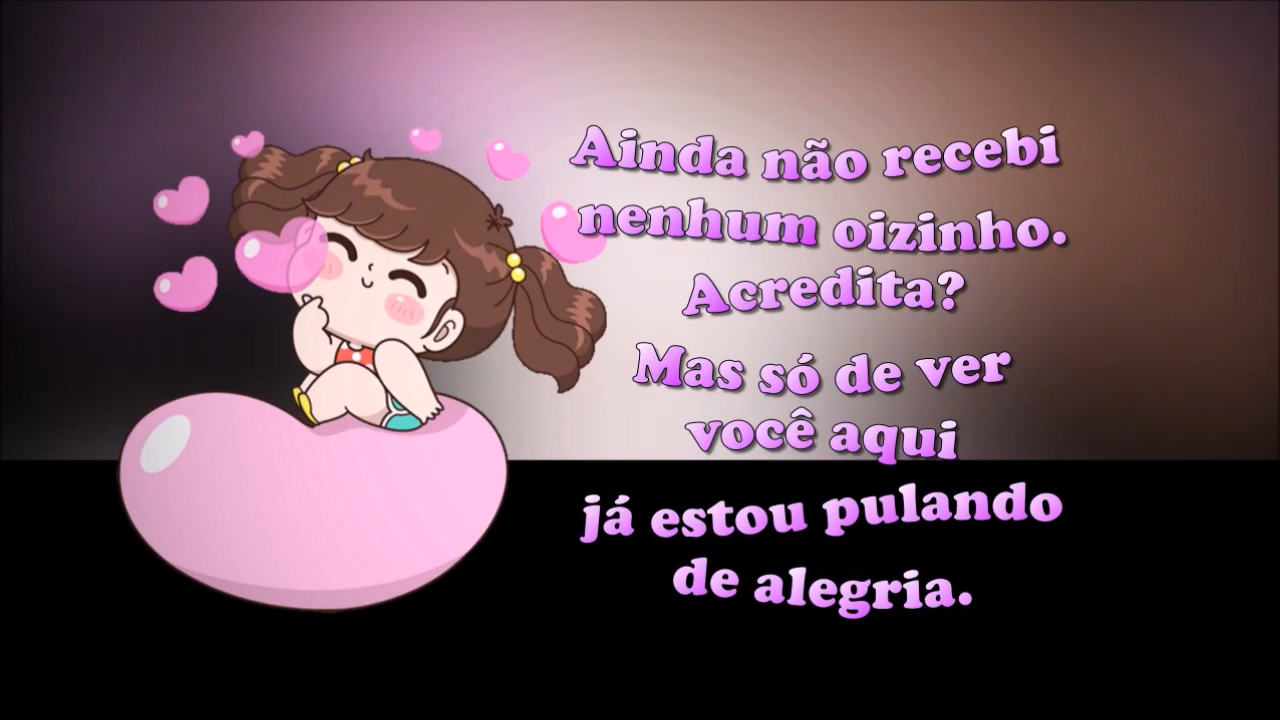 Ainda não recebi
nenhum oizinho.
Acredita?
Mas só de ver
você aqui
já estou pulando
de alegria.